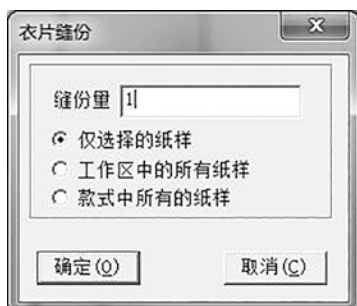 衣片缝份
缝份量 1
仅选择的纸样
工作区中的所有纸样
款式中所有的纸样
确定(O) 取消(C)